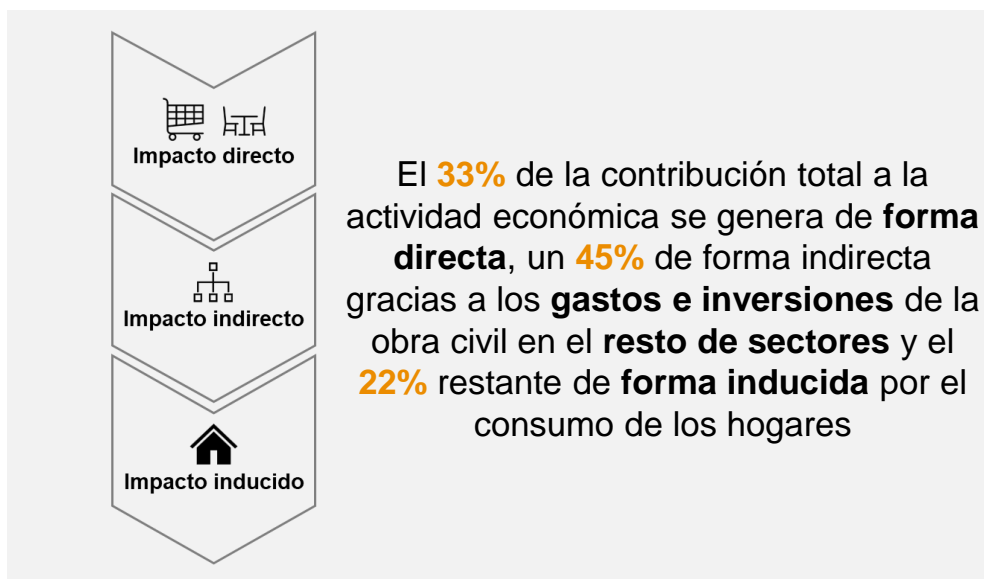 Impacto directo
Impacto indirecto
Impacto inducido
El 33% de la contribución total a la
actividad económica se genera de forma
directa, un 45% de forma indirecta
gracias a los gastos e inversiones de la
obra civil en el resto de sectores y el
22% restante de forma inducida por el
consumo de los hogares